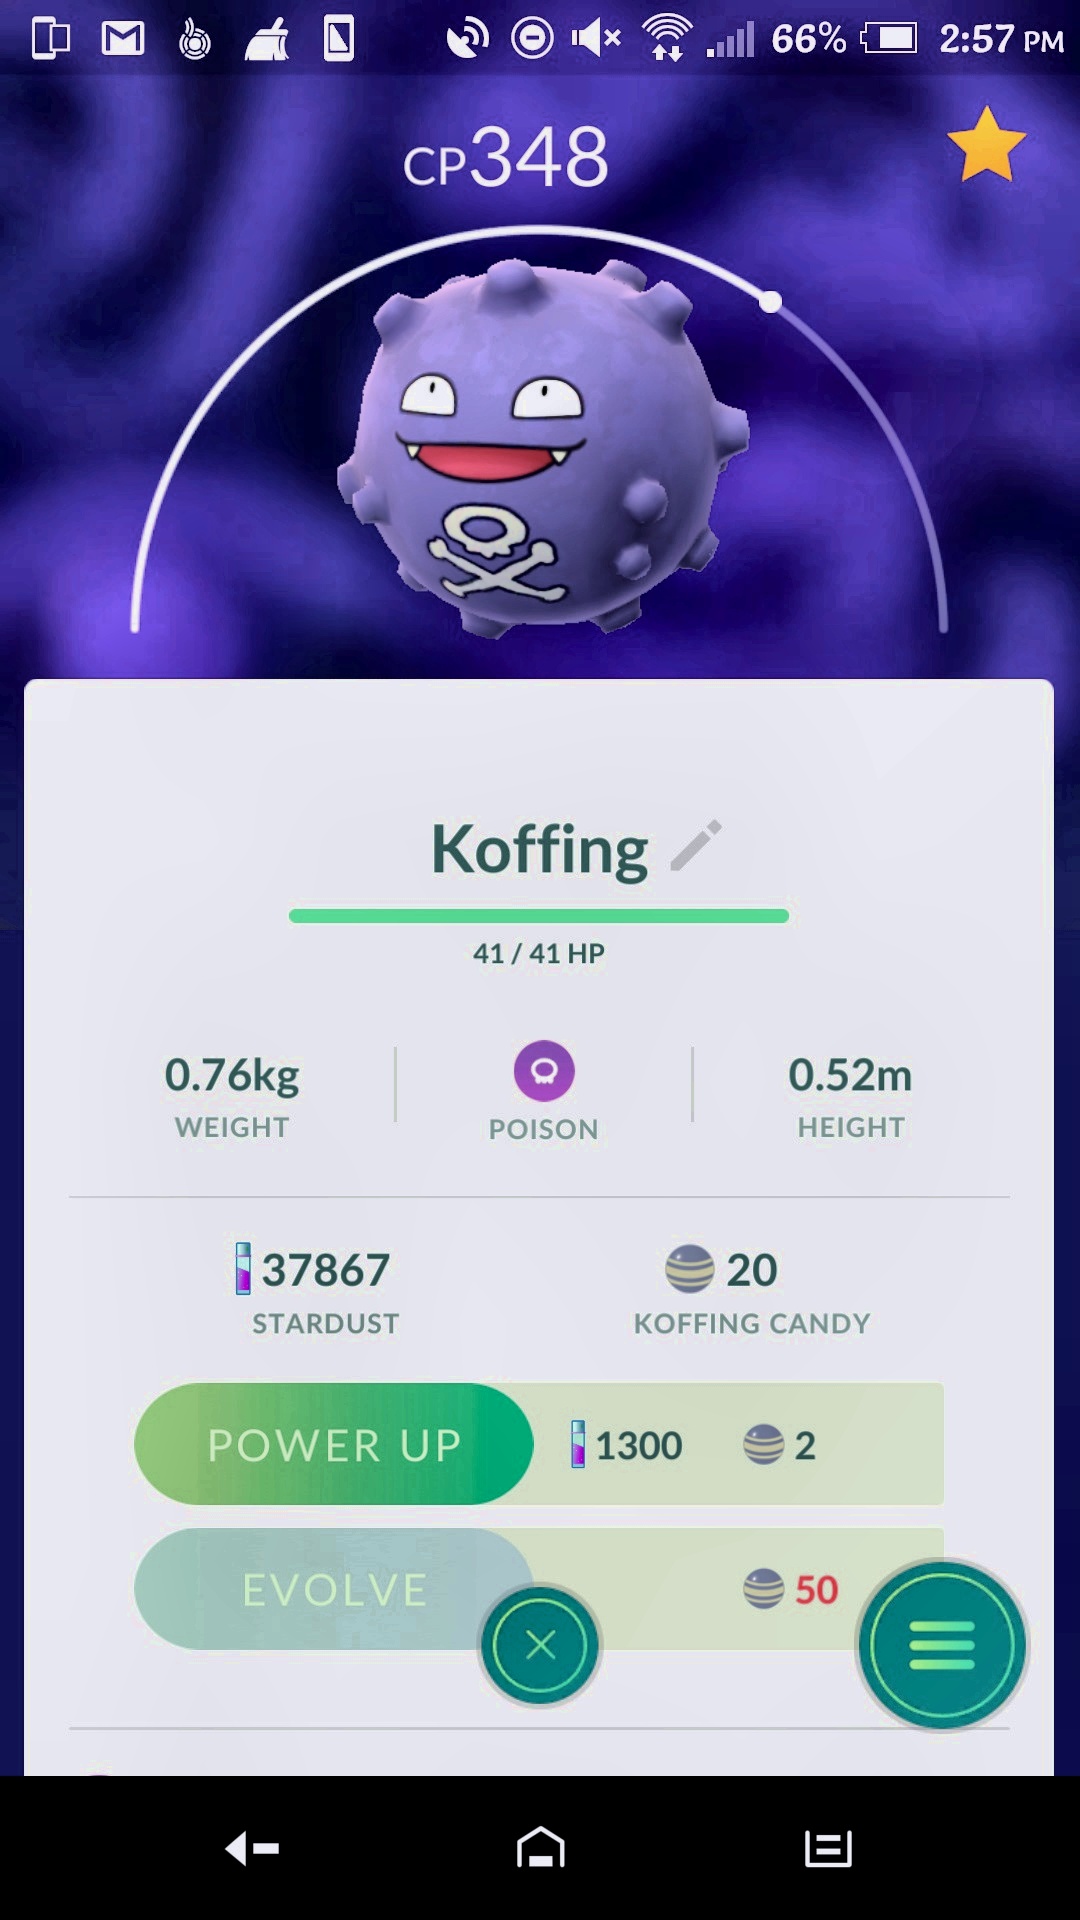 66% 2:57 PM
CP348
Koffing
41 / 41 HP
0.76kg
WEIGHT
POISON
0.52m
HEIGHT
37867
STARDUST
20
KOFFING CANDY
POWER UP 1300 2
EVOLVE 50